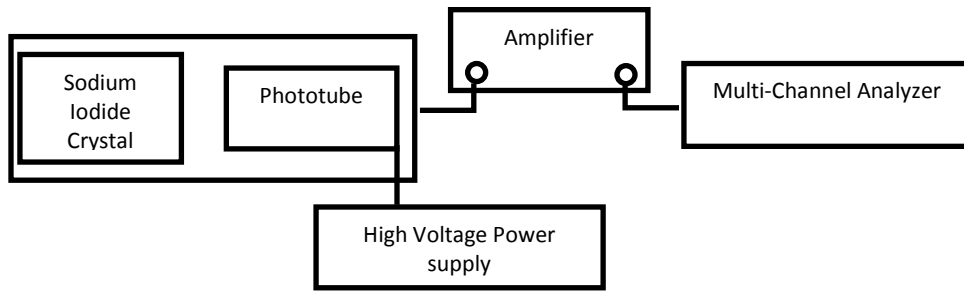 Sodium
Iodide
Crystal
Phototube
Amplifier
Multi-Channel Analyzer
High Voltage Power
supply